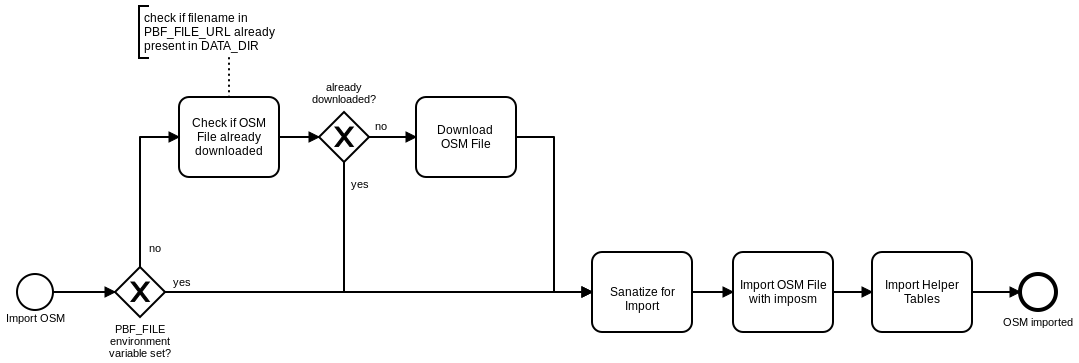 check if filename in
PBF_FILE_URL already
present in DATA_DIR
already
downloaded?
Check if OSM
File already
downloaded
no
Download
OSM File
yes
no
yes
Import OSM
PBF_FILE
environment
variable set?
Sanatize for
Import
Import OSM File
with imposm
Import Helper
Tables
OSM imported